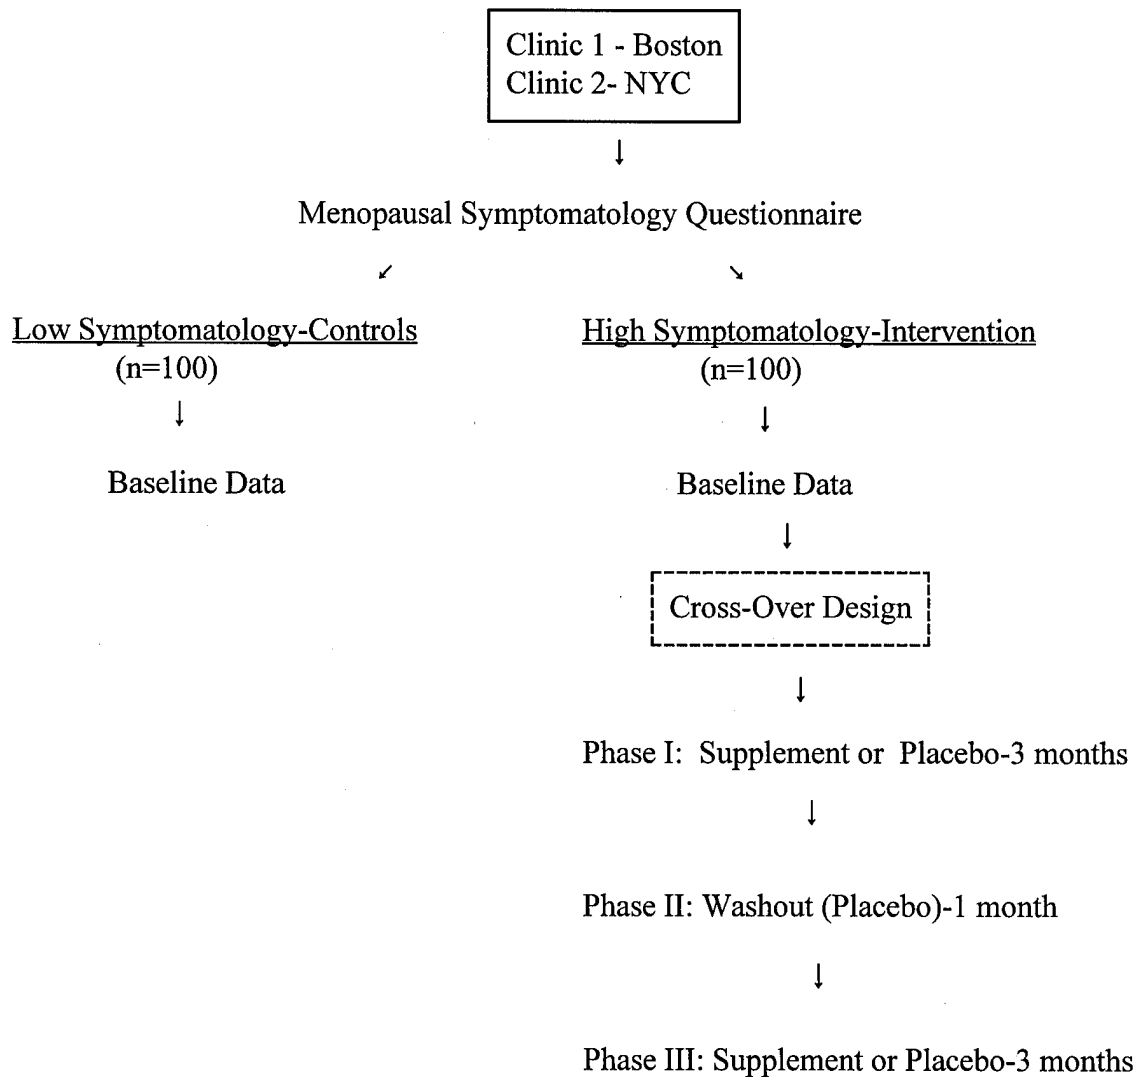 Clinic 1 - Boston
Clinic 2- NYC
↓
Menopausal Symptomatology Questionnaire
↙ ↘
Low Symptomatology-Controls
(n=100)
↓
Baseline Data
High Symptomatology-Intervention
(n=100)
↓
Baseline Data
↓
Cross-Over Design
↓
Phase I: Supplement or Placebo-3 months
↓
Phase II: Washout (Placebo)-1 month
↓
Phase III: Supplement or Placebo-3 months